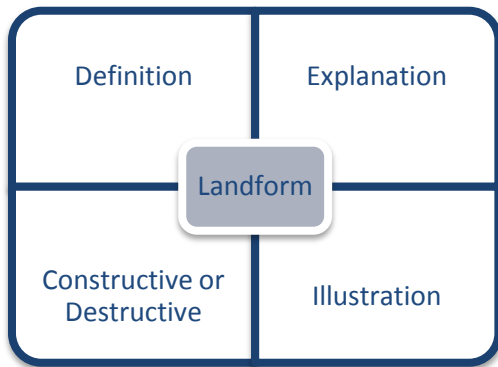 Definition
Explanation
Landform
Constructive or
Destructive
Illustration